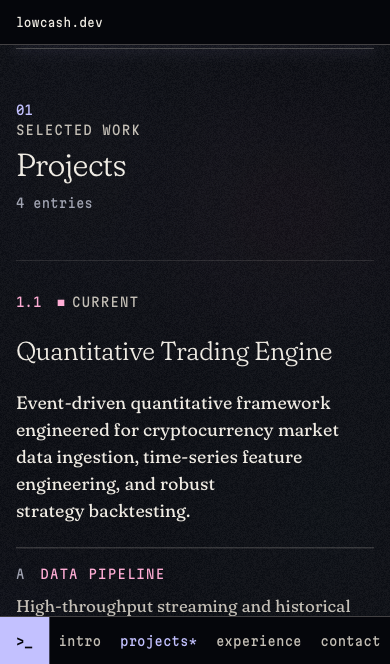 lowcash.dev
01
SELECTED WORK
Projects
4 entries
1.1 ■ CURRENT
Quantitative Trading Engine
Event-driven quantitative framework
engineered for cryptocurrency market
data ingestion, time-series feature
engineering, and robust
strategy backtesting.
A DATA PIPELINE
High-throughput streaming and historical
>_ intro projects* experience contact